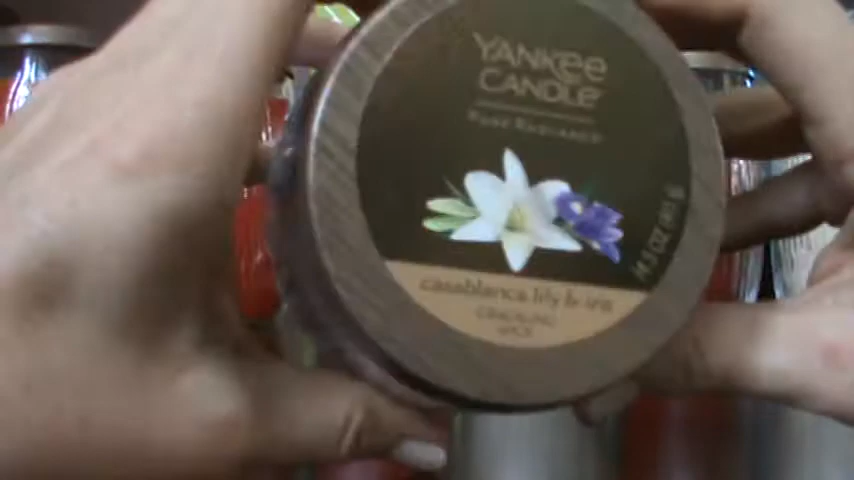 YANKEE
CANDLE
PURE RADIANCE
casablanca lily & iris
CRACKLING
WICK